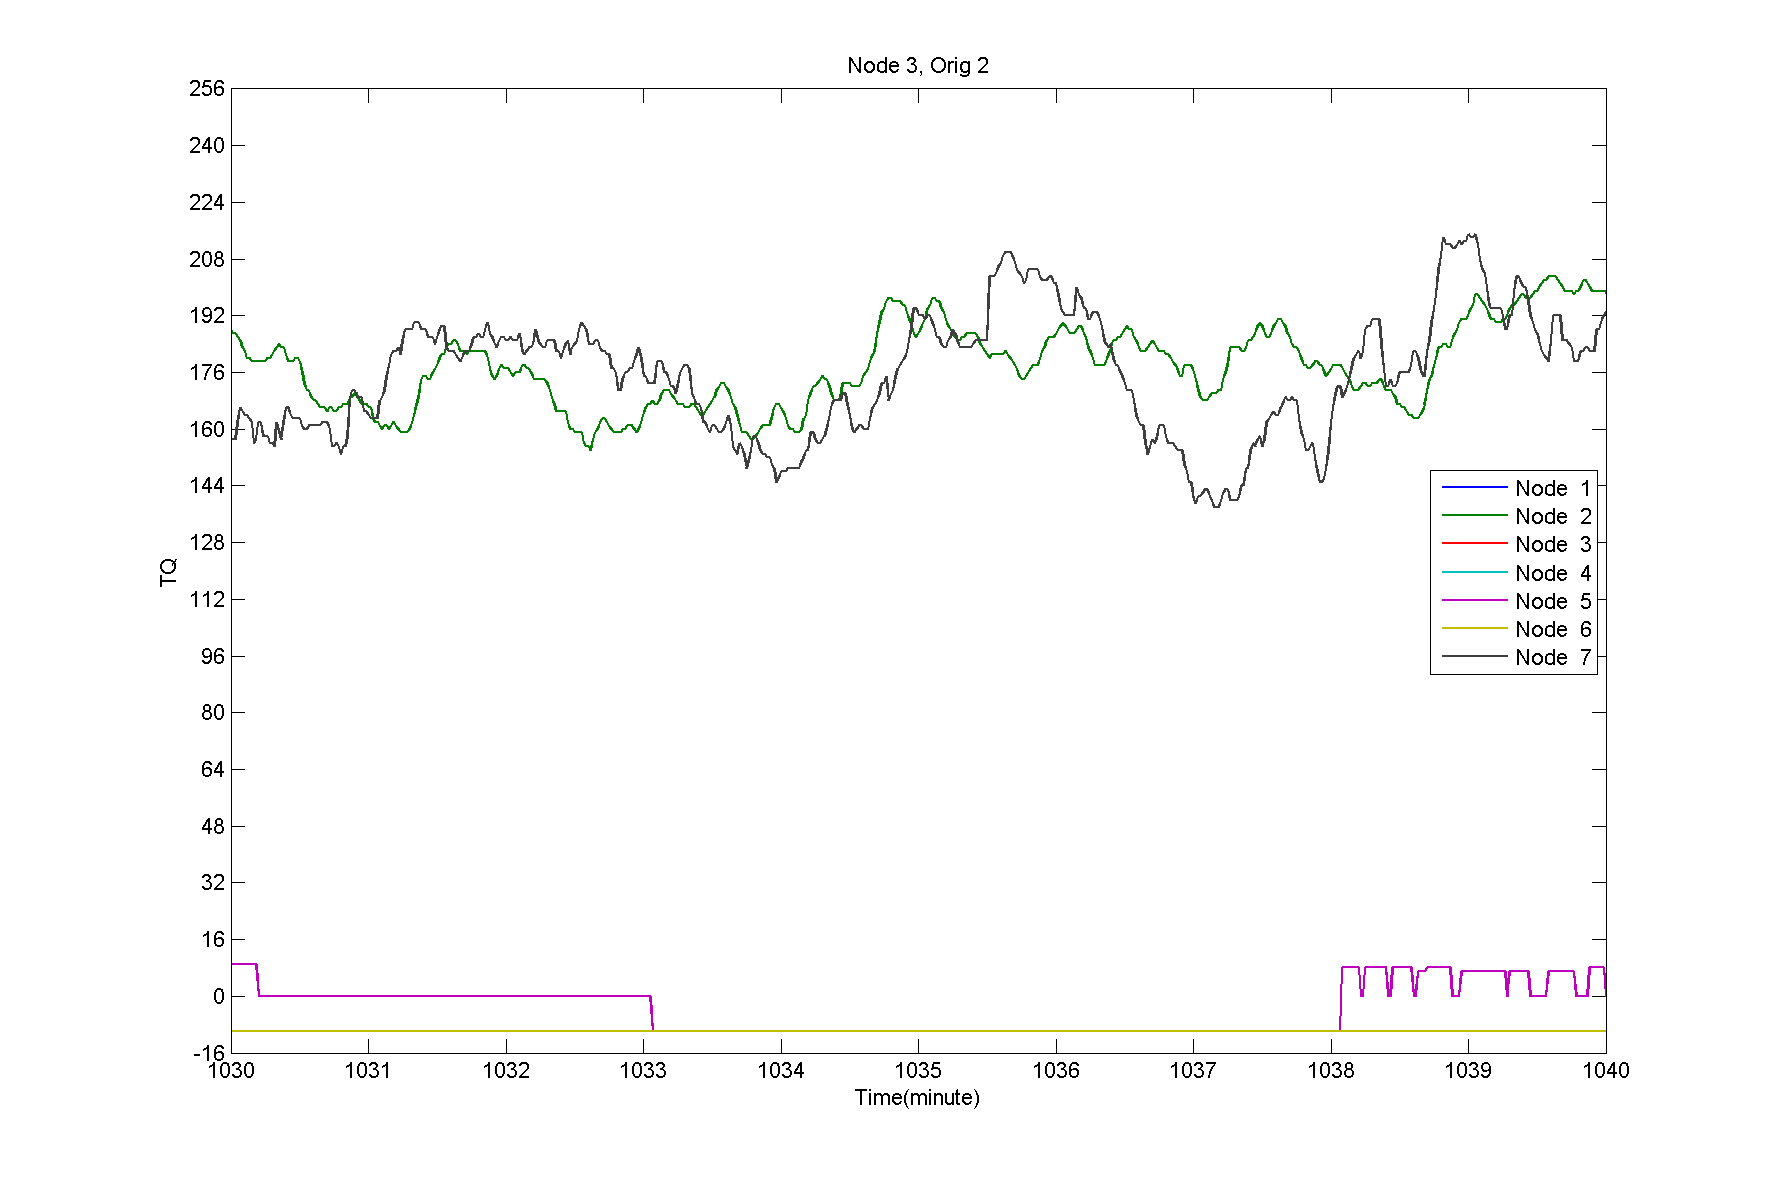 Node 3, Orig 2
256
240
224
208
192
176
160
144
128
112
96
80
64
48
32
16
0
-16
TQ
Node 1
Node 2
Node 3
Node 4
Node 5
Node 6
Node 7
1030 1031 1032 1033 1034 1035 1036 1037 1038 1039 1040
Time(minute)